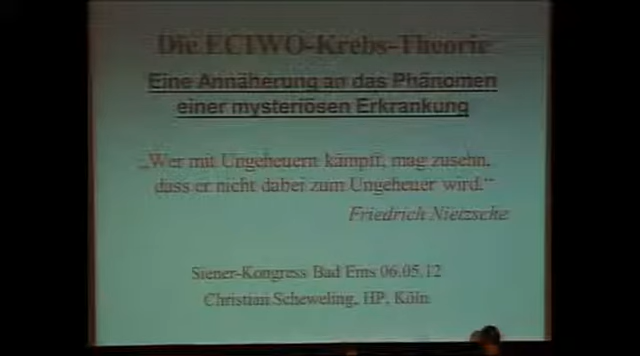 Die ECIWO-Krebs-Theorie
Eine Annäherung an das Phänomen
einer mysteriösen Erkrankung
„Wer mit Ungeheuern kämpft, mag zusehn,
dass er nicht dabei zum Ungeheuer wird.“
Friedrich Nietzsche
Siener-Kongress Bad Ems 06.05.12
Christian Scheweling, HP, Köln